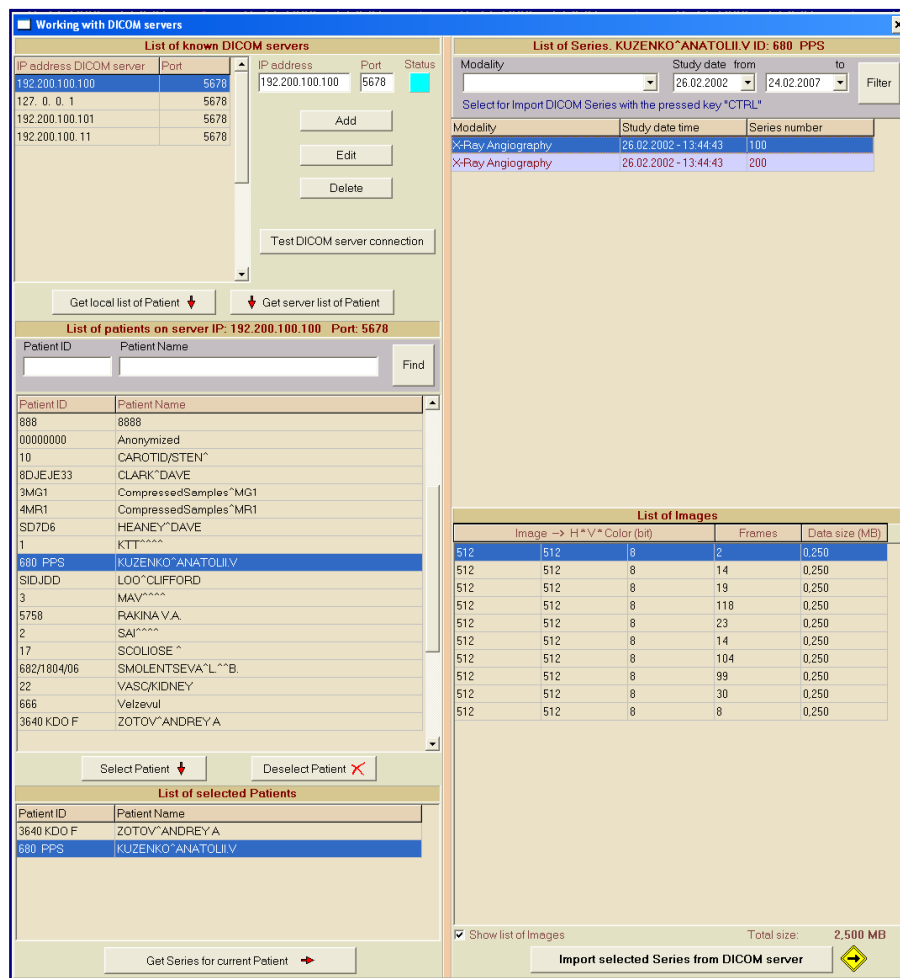 Working with DICOM servers
List of known DICOM servers
IP address DICOM server Port
192.200.100.100 5678
127. 0. 0. 1 5678
192.200.100.101 5678
192.200.100. 11 5678
IP address Port Status
192.200.100.100 5678
Add
Edit
Delete
Test DICOM server connection
Get local list of Patient
Get server list of Patient
List of patients on server IP: 192.200.100.100 Port: 5678
Patient ID Patient Name
Find
Patient ID Patient Name
888 8888
00000000 Anonymized
10 CAROTID/STEN^
8DJEJE33 CLARK^DAVE
3MG1 CompressedSamples^MG1
4MR1 CompressedSamples^MR1
SD7D6 HEANEY^DAVE
1 KTT^^^^
680 PPS KUZENKO^ANATOLII.V
SIDJDD LOO^CLIFFORD
3 MAV^^^^
5758 RAKINA V.A.
2 SAI^^^^
17 SCOLIOSE ^
682/1804/06 SMOLENTSEVA^L.^^B.
22 VASC/KIDNEY
666 Velzevul
3640 KDO F ZOTOV^ANDREY A
Select Patient
Deselect Patient
List of selected Patients
Patient ID Patient Name
3640 KDO F ZOTOV^ANDREY A
680 PPS KUZENKO^ANATOLII.V
Get Series for current Patient
List of Series. KUZENKO^ANATOLII.V ID: 680 PPS
Modality Study date from to
26.02.2002 24.02.2007 Filter
Select for Import DICOM Series with the pressed key "CTRL"
Modality Study date time Series number
X-Ray Angiography 26.02.2002 - 13:44:43 100
X-Ray Angiography 26.02.2002 - 13:44:43 200
List of Images
Image -> H*V*Color (bit) Frames Data size (MB)
512 512 8 2 0,250
512 512 8 14 0,250
512 512 8 19 0,250
512 512 8 118 0,250
512 512 8 23 0,250
512 512 8 14 0,250
512 512 8 104 0,250
512 512 8 99 0,250
512 512 8 30 0,250
512 512 8 8 0,250
Show list of Images Total size: 2,500 MB
Import selected Series from DICOM server